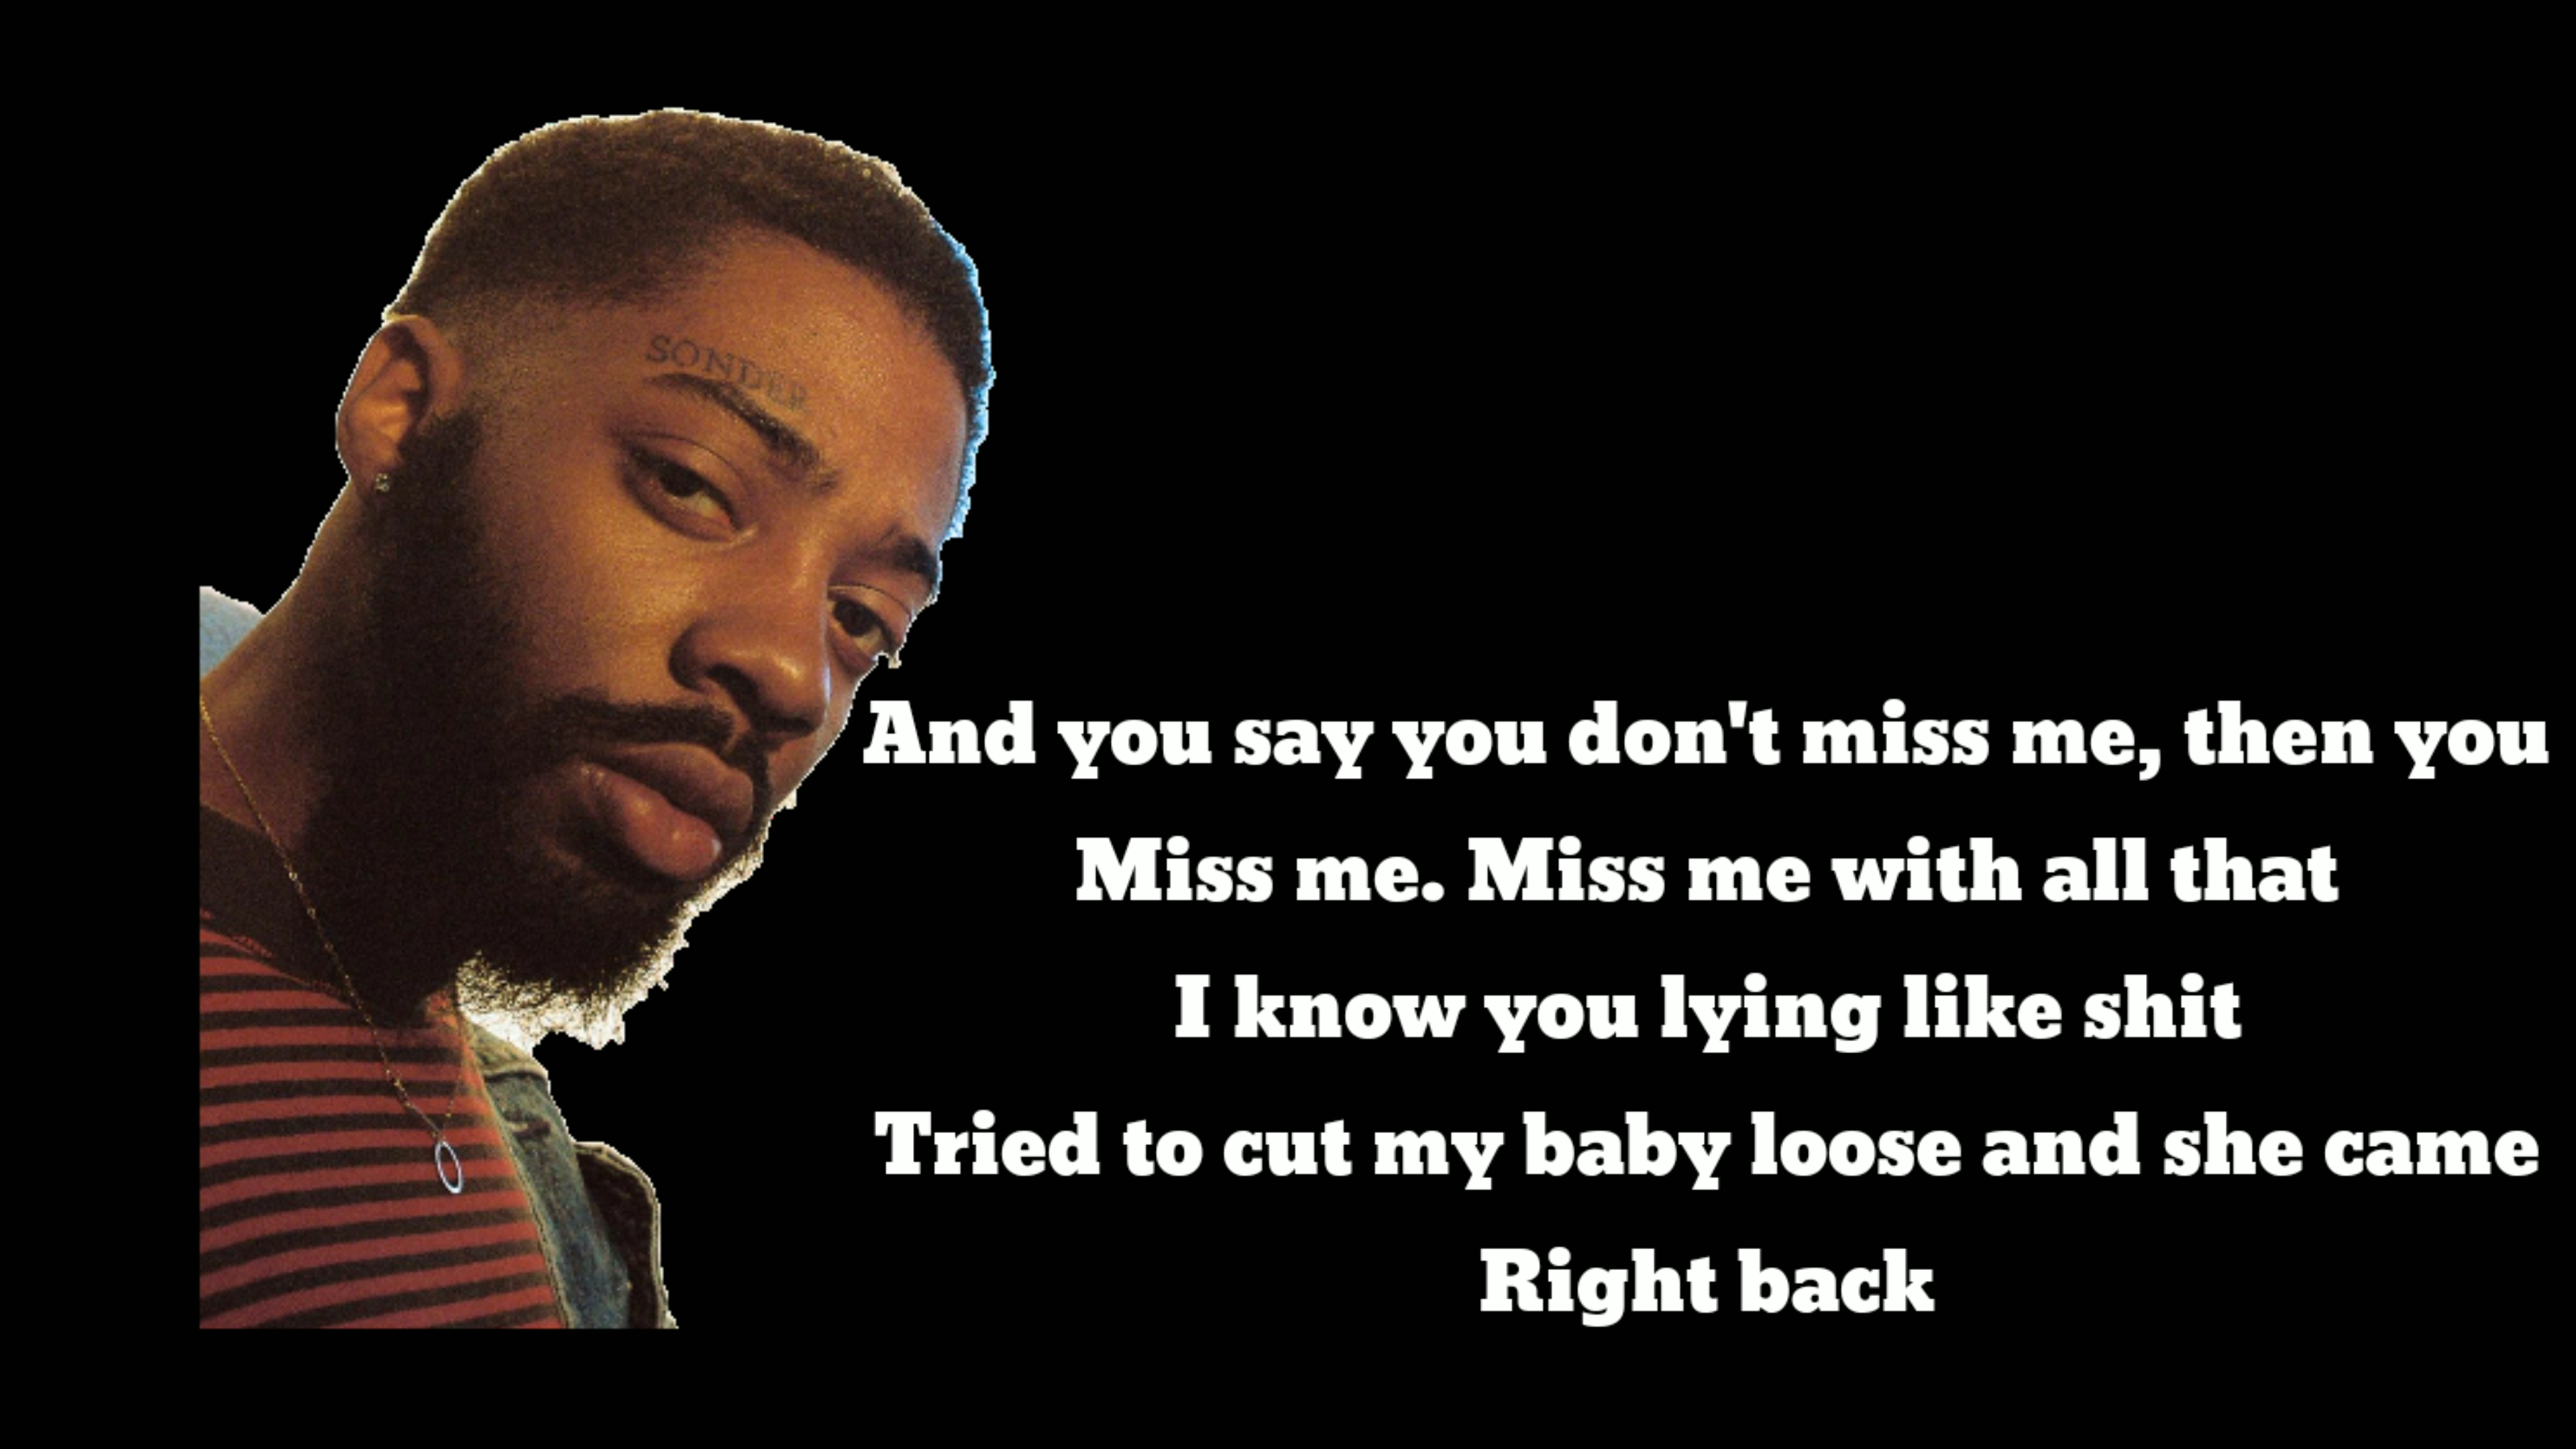 SONDER
And you say you don't miss me, then you
Miss me. Miss me with all that
I know you lying like shit
Tried to cut my baby loose and she came
Right back